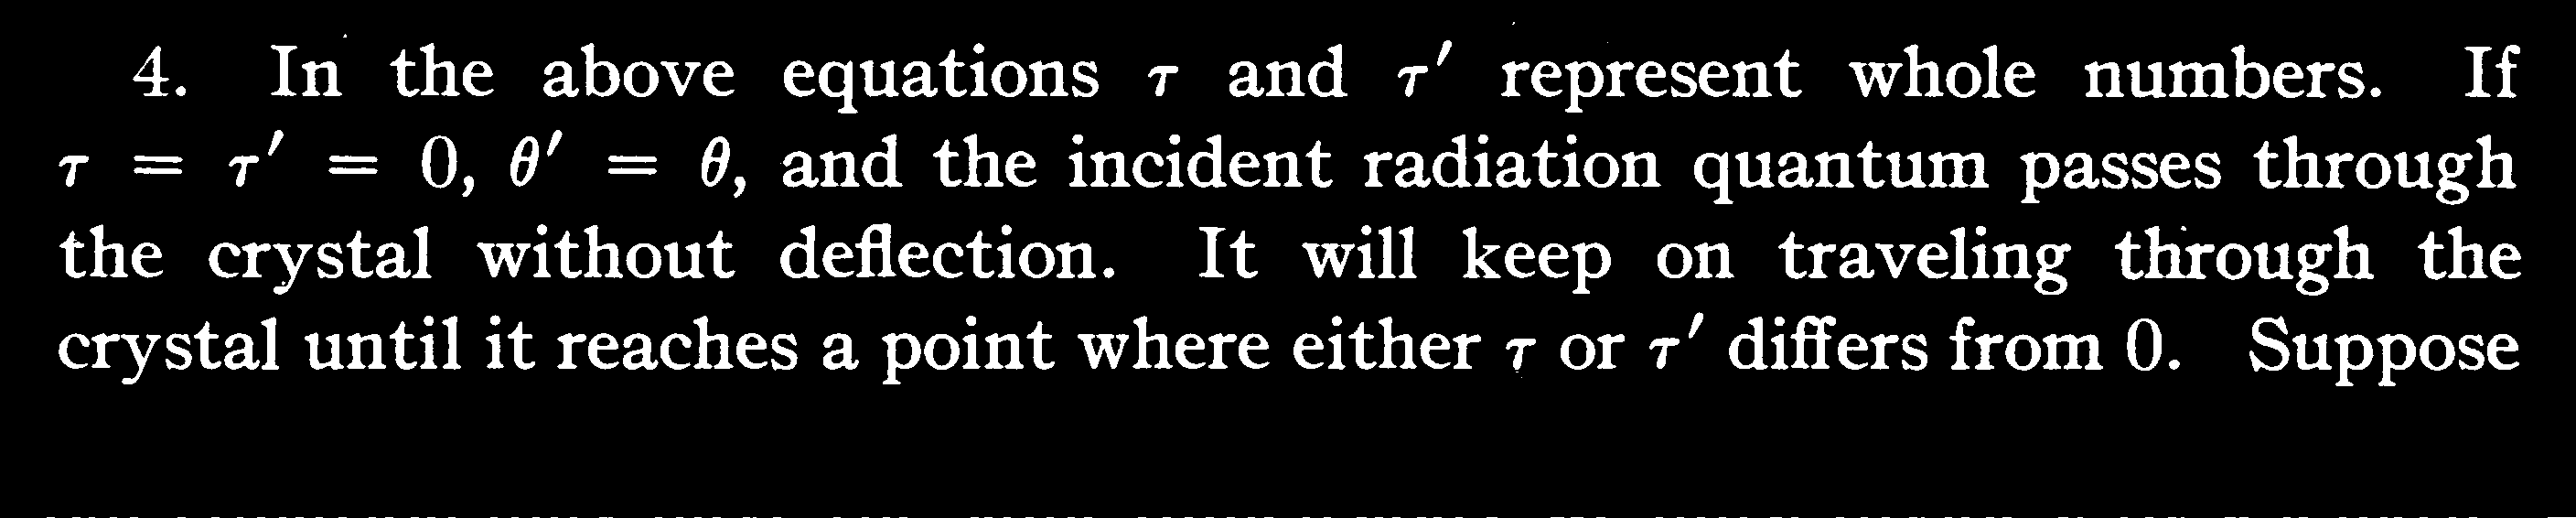 4. In the above equations τ and τ′ represent whole numbers. If
τ = τ′ = 0, θ′ = θ, and the incident radiation quantum passes through
the crystal without deflection. It will keep on traveling through the
crystal until it reaches a point where either τ or τ′ differs from 0. Suppose